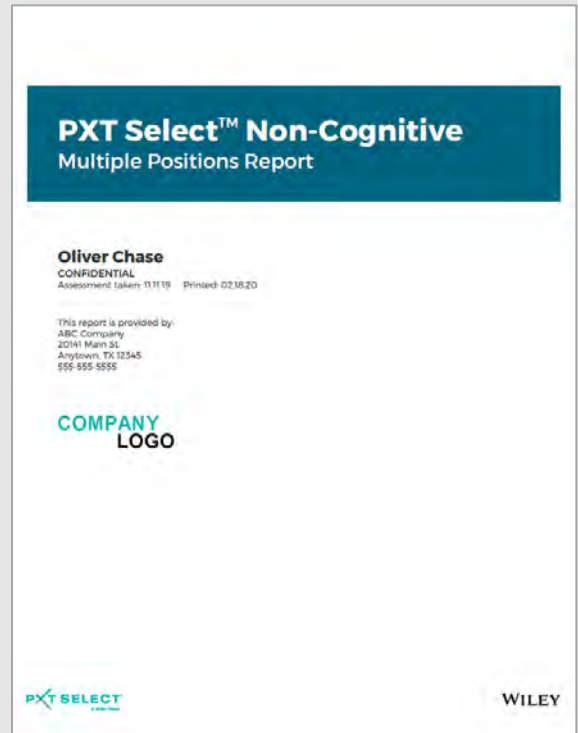 PXT Select™ Non-Cognitive
Multiple Positions Report
Oliver Chase
CONFIDENTIAL
Assessment taken: 11.11.19 Printed: 02.18.20
This report is provided by:
ABC Company
20141 Main St.
Anytown, TX 12345
555-555-5555
COMPANY
LOGO
PXT SELECT
WILEY